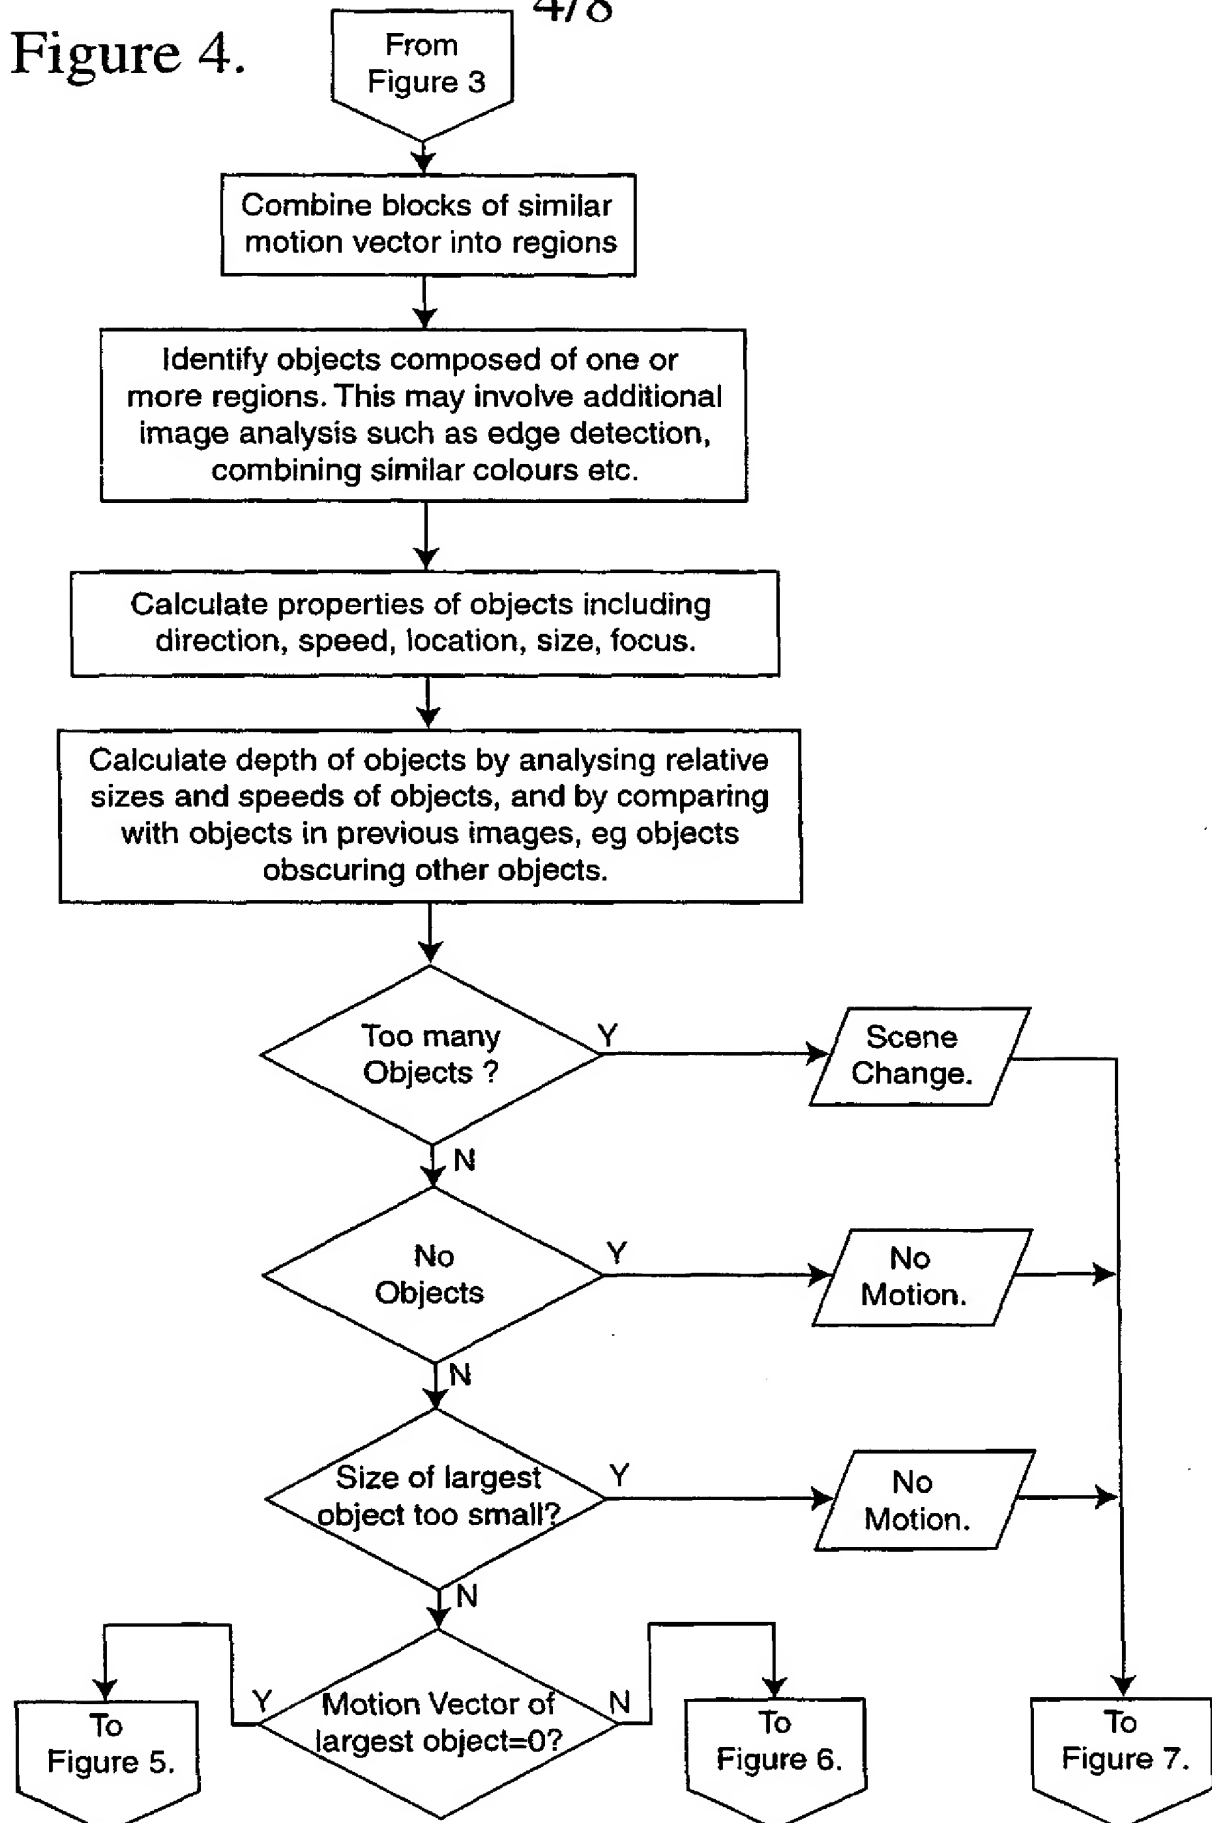 4/8
Figure 4.
From
Figure 3
Combine blocks of similar
motion vector into regions
Identify objects composed of one or
more regions. This may involve additional
image analysis such as edge detection,
combining similar colours etc.
Calculate properties of objects including
direction, speed, location, size, focus.
Calculate depth of objects by analysing relative
sizes and speeds of objects, and by comparing
with objects in previous images, eg objects
obscuring other objects.
Too many
Objects ?
Y
Scene
Change.
N
No
Objects
Y
No
Motion.
N
Size of largest
object too small?
Y
No
Motion.
N
Motion Vector of
largest object=0?
Y
N
To
Figure 5.
To
Figure 6.
To
Figure 7.